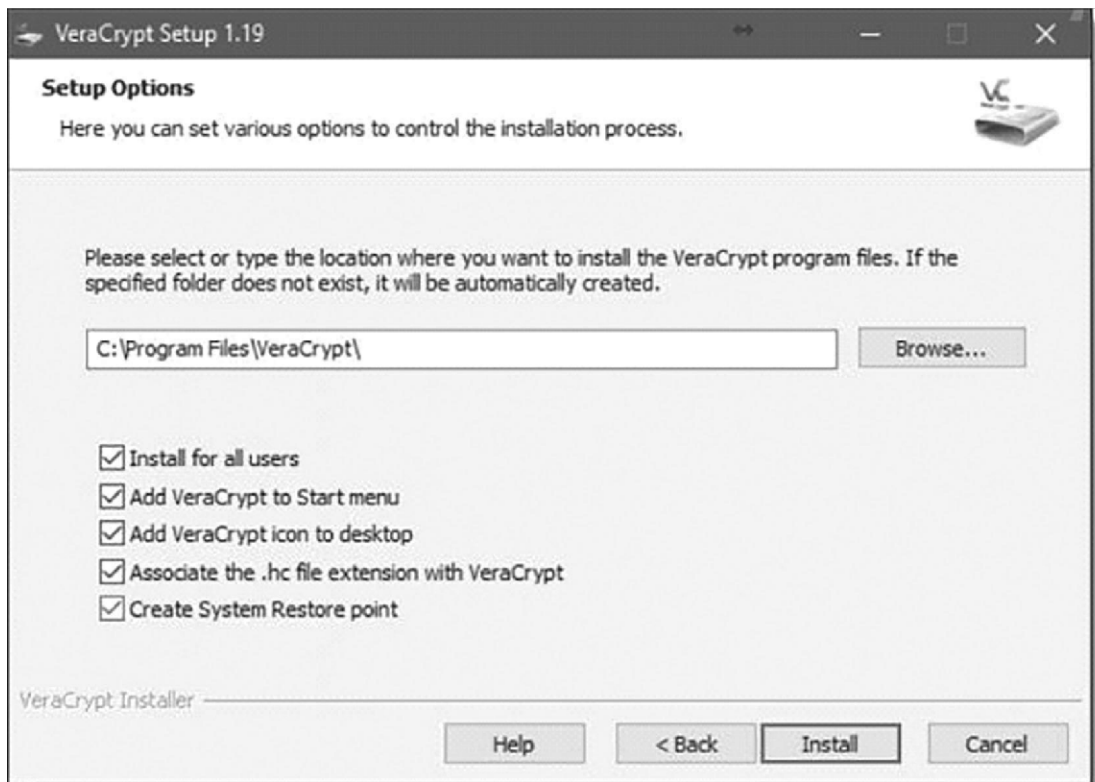 VeraCrypt Setup 1.19
Setup Options
Here you can set various options to control the installation process.
VC
Please select or type the location where you want to install the VeraCrypt program files. If the
specified folder does not exist, it will be automatically created.
C:\Program Files\VeraCrypt\
Browse...
Install for all users
Add VeraCrypt to Start menu
Add VeraCrypt icon to desktop
Associate the .hc file extension with VeraCrypt
Create System Restore point
VeraCrypt Installer
Help
< Back
Install
Cancel